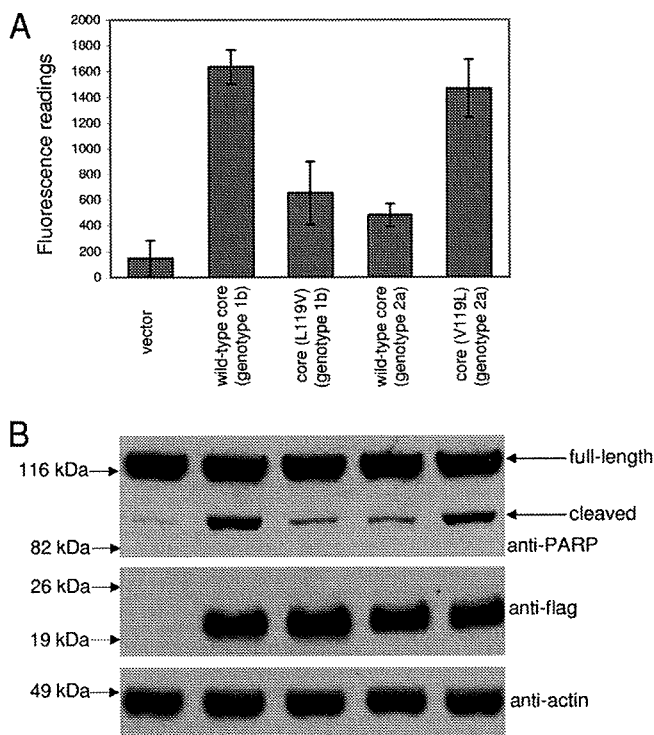 A
Fluorescence readings
2000
1800
1600
1400
1200
1000
800
600
400
200
0
vector
wild-type core
(genotype 1b)
core (L119V)
(genotype 1b)
wild-type core
(genotype 2a)
core (V119L)
(genotype 2a)
B
116 kDa
full-length
cleaved
82 kDa
anti-PARP
26 kDa
anti-flag
19 kDa
49 kDa
anti-actin